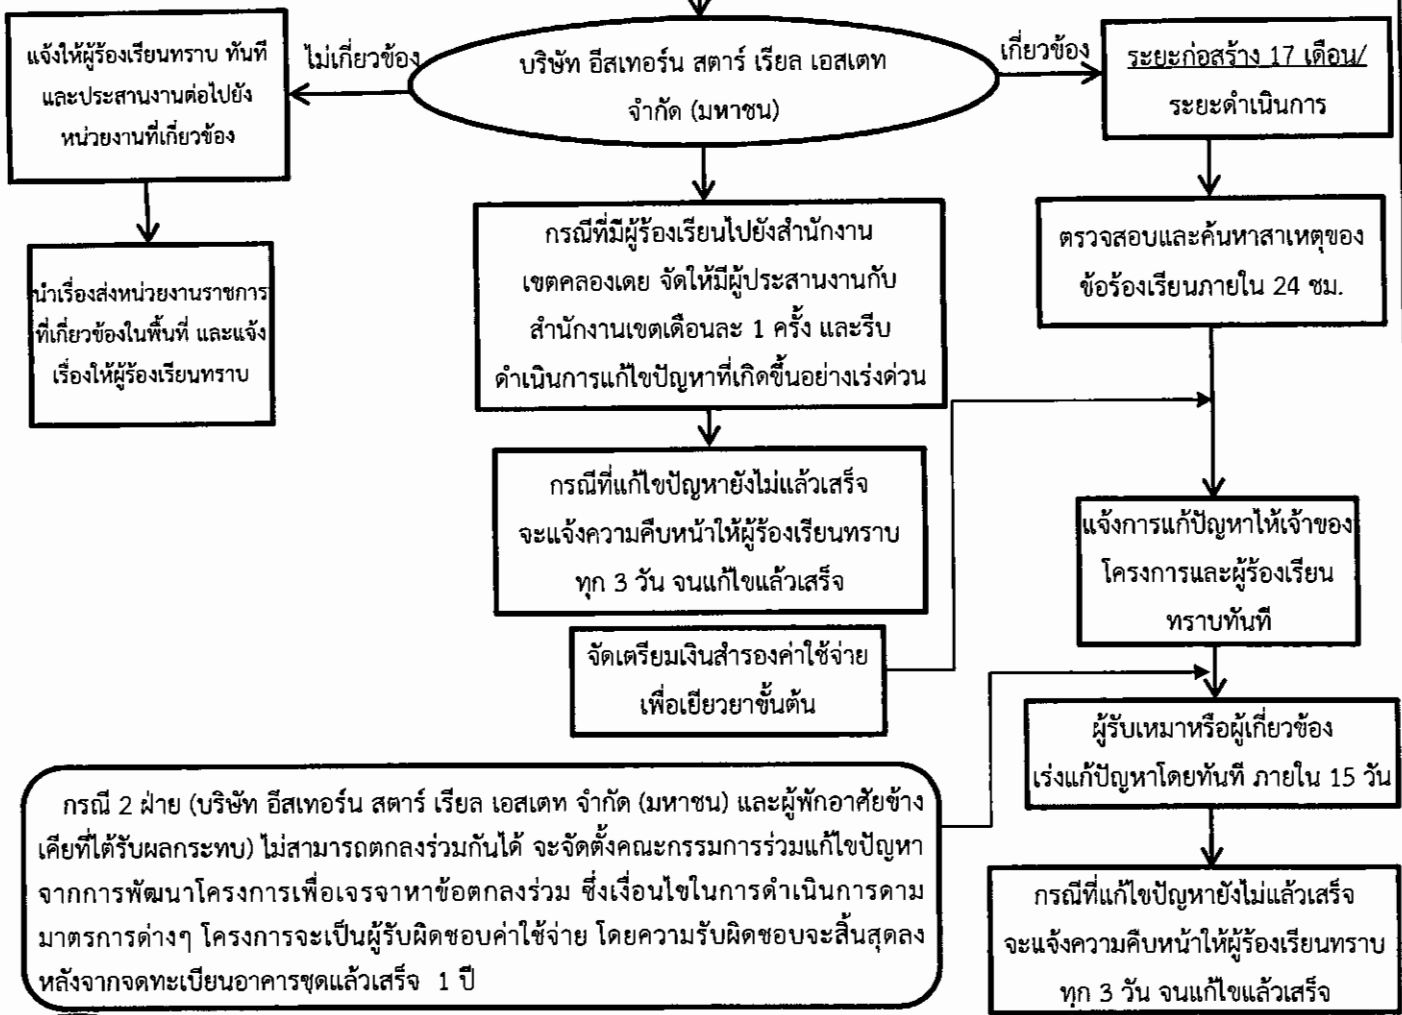 แจ้งให้ผู้ร้องเรียนทราบ ทันที
และประสานงานต่อไปยัง
หน่วยงานที่เกี่ยวข้อง
ไม่เกี่ยวข้อง
บริษัท อีสเทอร์น สตาร์ เรียล เอสเตท
จำกัด (มหาชน)
เกี่ยวข้อง
ระยะก่อสร้าง 17 เดือน/
ระยะดำเนินการ
นำเรื่องส่งหน่วยงานราชการ
ที่เกี่ยวข้องในพื้นที่ และแจ้ง
เรื่องให้ผู้ร้องเรียนทราบ
กรณีที่มีผู้ร้องเรียนไปยังสำนักงาน
เขตคลองเตย จัดให้มีผู้ประสานงานกับ
สำนักงานเขตเดือนละ 1 ครั้ง และรีบ
ดำเนินการแก้ไขปัญหาที่เกิดขึ้นอย่างเร่งด่วน
ตรวจสอบและค้นหาสาเหตุของ
ข้อร้องเรียนภายใน 24 ชม.
กรณีที่แก้ไขปัญหายังไม่แล้วเสร็จ
จะแจ้งความคืบหน้าให้ผู้ร้องเรียนทราบ
ทุก 3 วัน จนแก้ไขแล้วเสร็จ
แจ้งการแก้ปัญหาให้เจ้าของ
โครงการและผู้ร้องเรียน
ทราบทันที
จัดเตรียมเงินสำรองค่าใช้จ่าย
เพื่อเยียวยาขั้นต้น
ผู้รับเหมาหรือผู้เกี่ยวข้อง
เร่งแก้ปัญหาโดยทันที ภายใน 15 วัน
กรณี 2 ฝ่าย (บริษัท อีสเทอร์น สตาร์ เรียล เอสเตท จำกัด (มหาชน) และผู้พักอาศัยข้าง
เคียที่ได้รับผลกระทบ) ไม่สามารถตกลงร่วมกันได้ จะจัดตั้งคณะกรรมการร่วมแก้ไขปัญหา
จากการพัฒนาโครงการเพื่อเจรจาหาข้อตกลงร่วม ซึ่งเงื่อนไขในการดำเนินการตาม
มาตรการต่างๆ โครงการจะเป็นผู้รับผิดชอบค่าใช้จ่าย โดยความรับผิดชอบจะสิ้นสุดลง
หลังจากจดทะเบียนอาคารชุดแล้วเสร็จ 1 ปี
กรณีที่แก้ไขปัญหายังไม่แล้วเสร็จ
จะแจ้งความคืบหน้าให้ผู้ร้องเรียนทราบ
ทุก 3 วัน จนแก้ไขแล้วเสร็จ